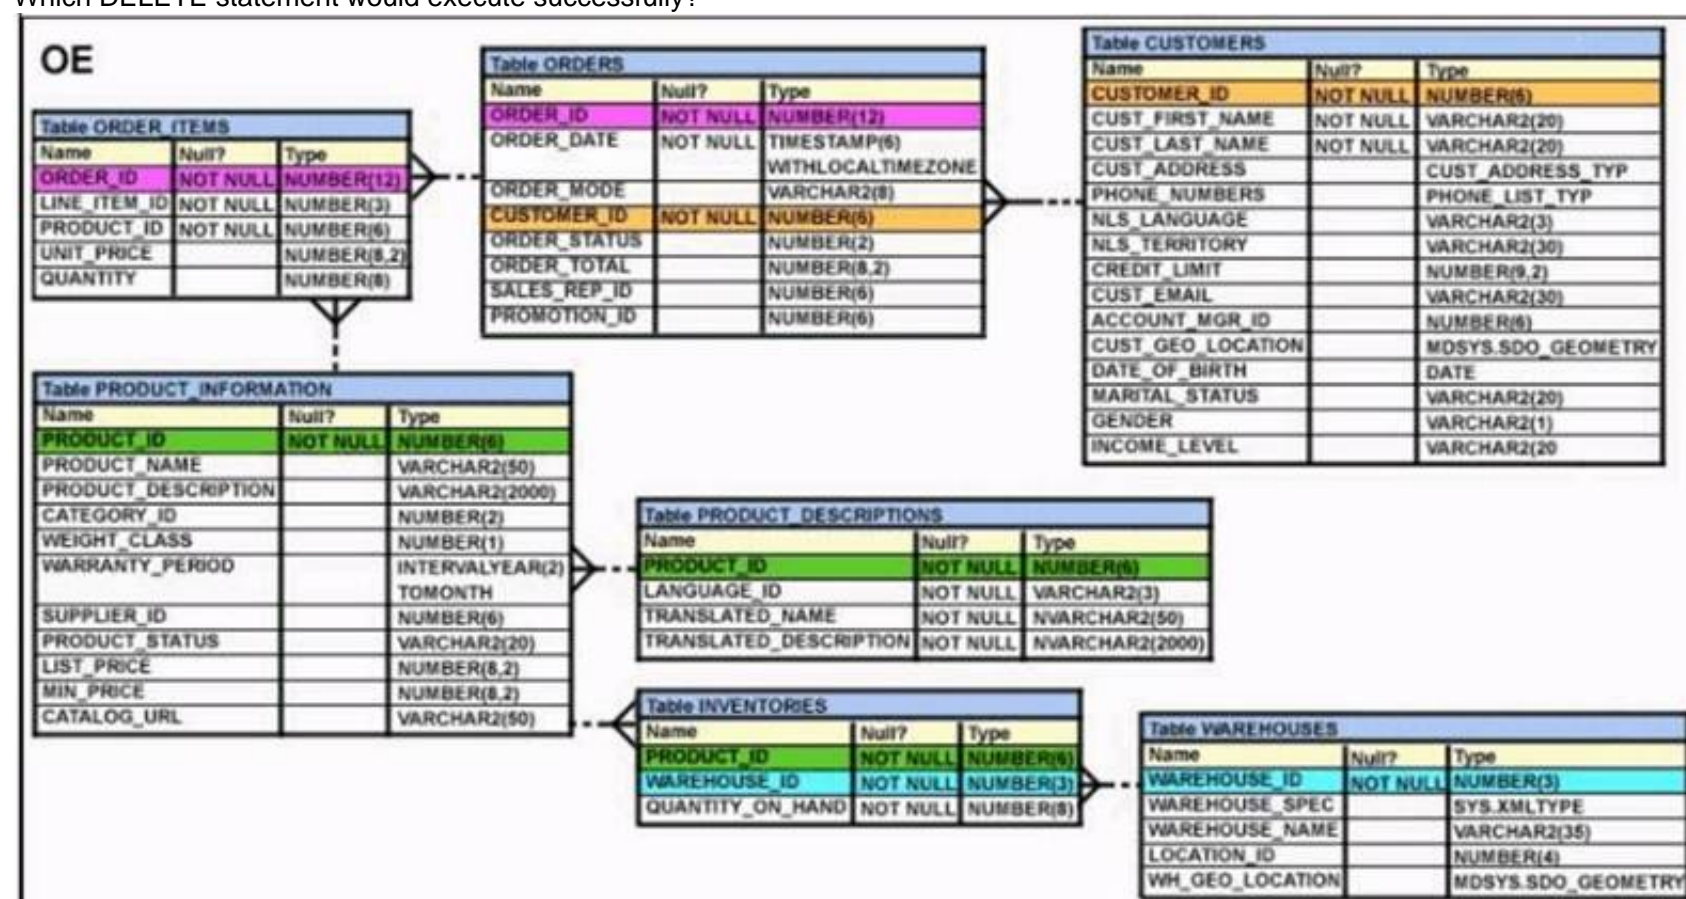 Which DELETE statement would execute successfully?
OE
Table ORDER_ITEMS
Name Null? Type
ORDER_ID NOT NULL NUMBER(12)
LINE_ITEM_ID NOT NULL NUMBER(3)
PRODUCT_ID NOT NULL NUMBER(6)
UNIT_PRICE NUMBER(8,2)
QUANTITY NUMBER(8)
Table ORDERS
Name Null? Type
ORDER_ID NOT NULL NUMBER(12)
ORDER_DATE NOT NULL TIMESTAMP(6)
WITHLOCALTIMEZONE
ORDER_MODE VARCHAR2(8)
CUSTOMER_ID NOT NULL NUMBER(6)
ORDER_STATUS NUMBER(2)
ORDER_TOTAL NUMBER(8,2)
SALES_REP_ID NUMBER(6)
PROMOTION_ID NUMBER(6)
Table CUSTOMERS
Name Null? Type
CUSTOMER_ID NOT NULL NUMBER(6)
CUST_FIRST_NAME NOT NULL VARCHAR2(20)
CUST_LAST_NAME NOT NULL VARCHAR2(20)
CUST_ADDRESS CUST_ADDRESS_TYP
PHONE_NUMBERS PHONE_LIST_TYP
NLS_LANGUAGE VARCHAR2(3)
NLS_TERRITORY VARCHAR2(30)
CREDIT_LIMIT NUMBER(9,2)
CUST_EMAIL VARCHAR2(30)
ACCOUNT_MGR_ID NUMBER(6)
CUST_GEO_LOCATION MDSYS.SDO_GEOMETRY
DATE_OF_BIRTH DATE
MARITAL_STATUS VARCHAR2(20)
GENDER VARCHAR2(1)
INCOME_LEVEL VARCHAR2(20
Table PRODUCT_INFORMATION
Name Null? Type
PRODUCT_ID NOT NULL NUMBER(6)
PRODUCT_NAME VARCHAR2(50)
PRODUCT_DESCRIPTION VARCHAR2(2000)
CATEGORY_ID NUMBER(2)
WEIGHT_CLASS NUMBER(1)
WARRANTY_PERIOD INTERVALYEAR(2)
TOMONTH
SUPPLIER_ID NUMBER(6)
PRODUCT_STATUS VARCHAR2(20)
LIST_PRICE NUMBER(8,2)
MIN_PRICE NUMBER(8,2)
CATALOG_URL VARCHAR2(50)
Table PRODUCT_DESCRIPTIONS
Name Null? Type
PRODUCT_ID NOT NULL NUMBER(6)
LANGUAGE_ID NOT NULL VARCHAR2(3)
TRANSLATED_NAME NOT NULL NVARCHAR2(50)
TRANSLATED_DESCRIPTION NOT NULL NVARCHAR2(2000)
Table INVENTORIES
Name Null? Type
PRODUCT_ID NOT NULL NUMBER(6)
WAREHOUSE_ID NOT NULL NUMBER(3)
QUANTITY_ON_HAND NOT NULL NUMBER(8)
Table WAREHOUSES
Name Null? Type
WAREHOUSE_ID NOT NULL NUMBER(3)
WAREHOUSE_SPEC SYS.XMLTYPE
WAREHOUSE_NAME VARCHAR2(35)
LOCATION_ID NUMBER(4)
WH_GEO_LOCATION MDSYS.SDO_GEOMETRY